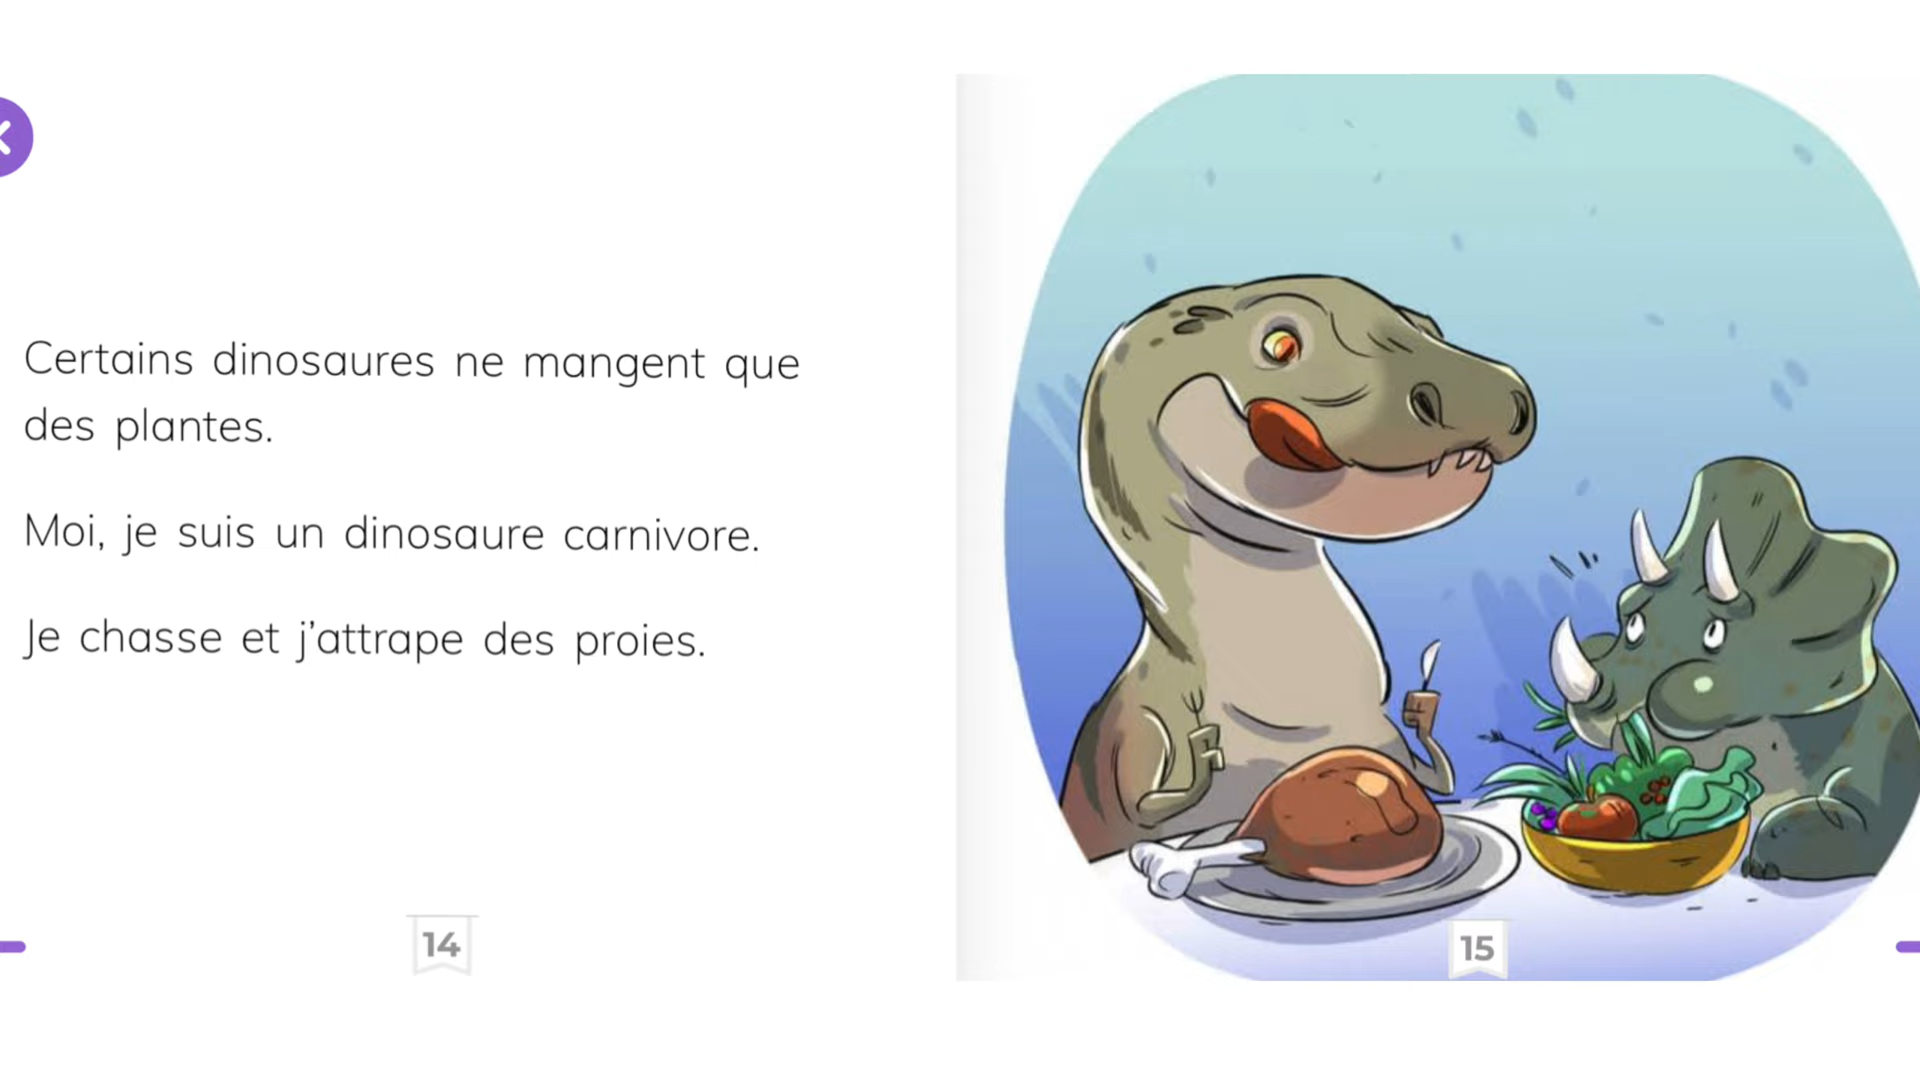 Certains dinosaures ne mangent que
des plantes.
Moi, je suis un dinosaure carnivore.
Je chasse et j'attrape des proies.
14
15